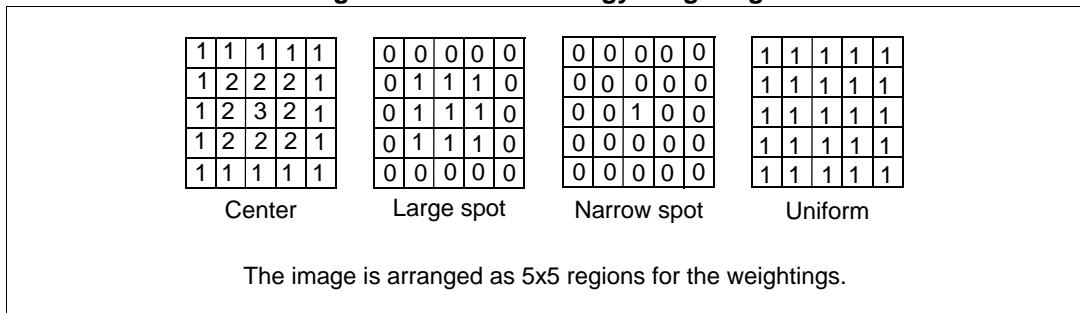 1 1 1 1 1 0 0 0 0 0 0 0 0 0 0 1 1 1 1 1
1 2 2 2 1 0 1 1 1 0 0 0 0 0 0 1 1 1 1 1
1 2 3 2 1 0 1 1 1 0 0 0 1 0 0 1 1 1 1 1
1 2 2 2 1 0 1 1 1 0 0 0 0 0 0 1 1 1 1 1
1 1 1 1 1 0 0 0 0 0 0 0 0 0 0 1 1 1 1 1
Center Large spot Narrow spot Uniform
The image is arranged as 5x5 regions for the weightings.